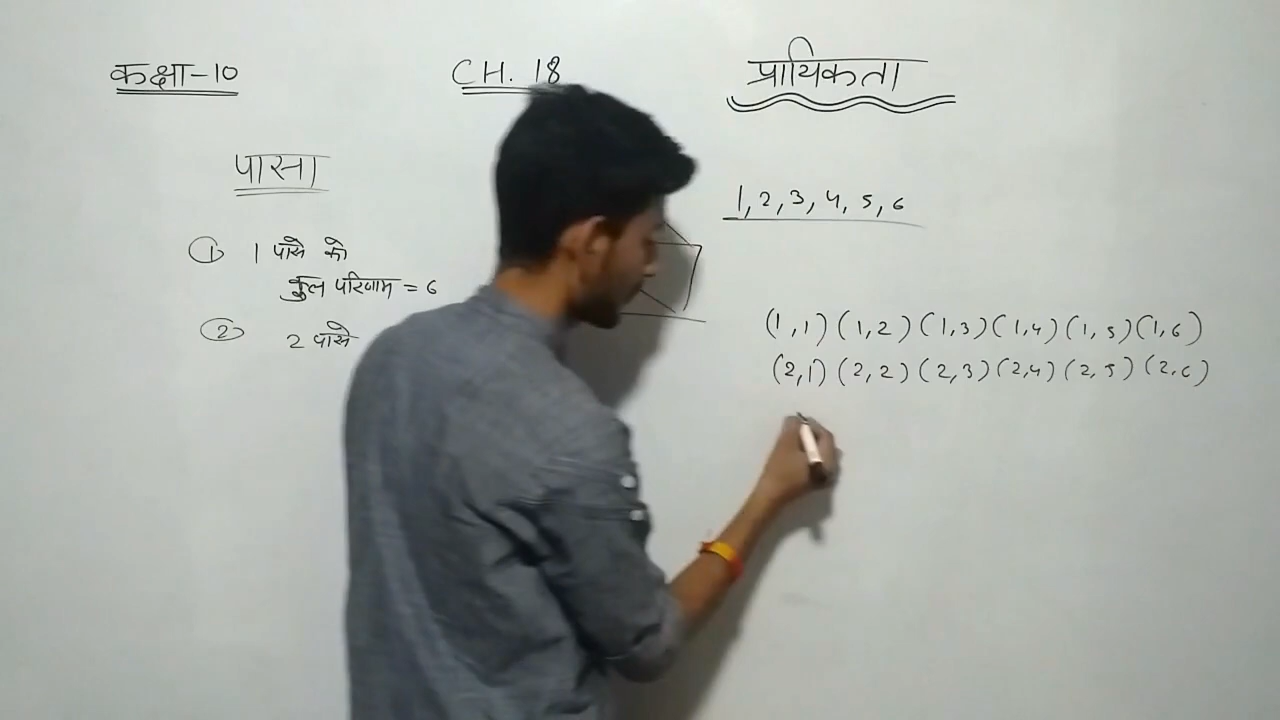 कक्षा-10
CH. 18
प्रायिकता
पासा
1, 2, 3, 4, 5, 6
① 1 पासे को
कुल परिणाम = 6
② 2 पासे
(1,1) (1,2) (1,3) (1,4) (1,5) (1,6)
(2,1) (2,2) (2,3) (2,4) (2,5) (2,6)